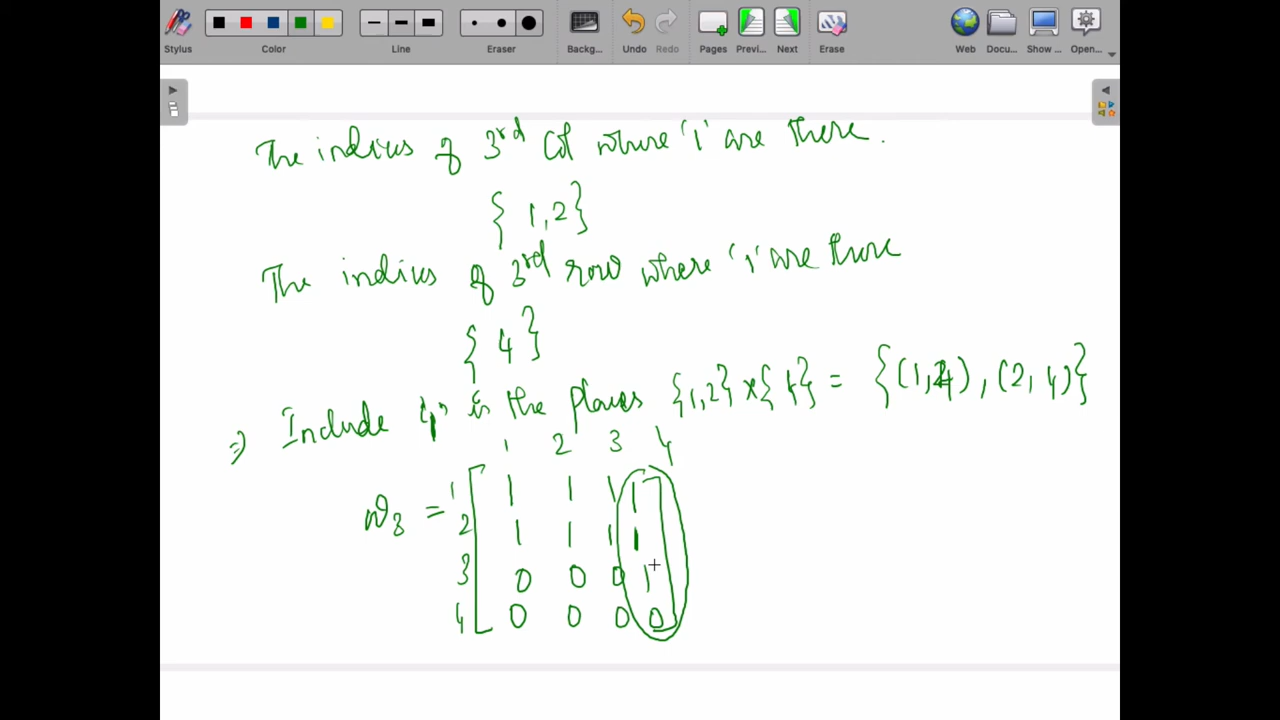 Stylus Color Line Eraser Backg... Undo Redo Pages Previ... Next Erase Web Docu... Show ... Open...
The indices of 3rd Col where '1' are there.
{ 1,2}
The indices of 3rd row where '1' are there
{ 4 }
⇒ Include '1' in the places {1,2} × {4} = {(1,4), (2, 4)}
1 2 3 4
W3 = 1 [ 1 1 1 1 ]
2 1 1 1 1
3 0 0 0 1
4 0 0 0 0